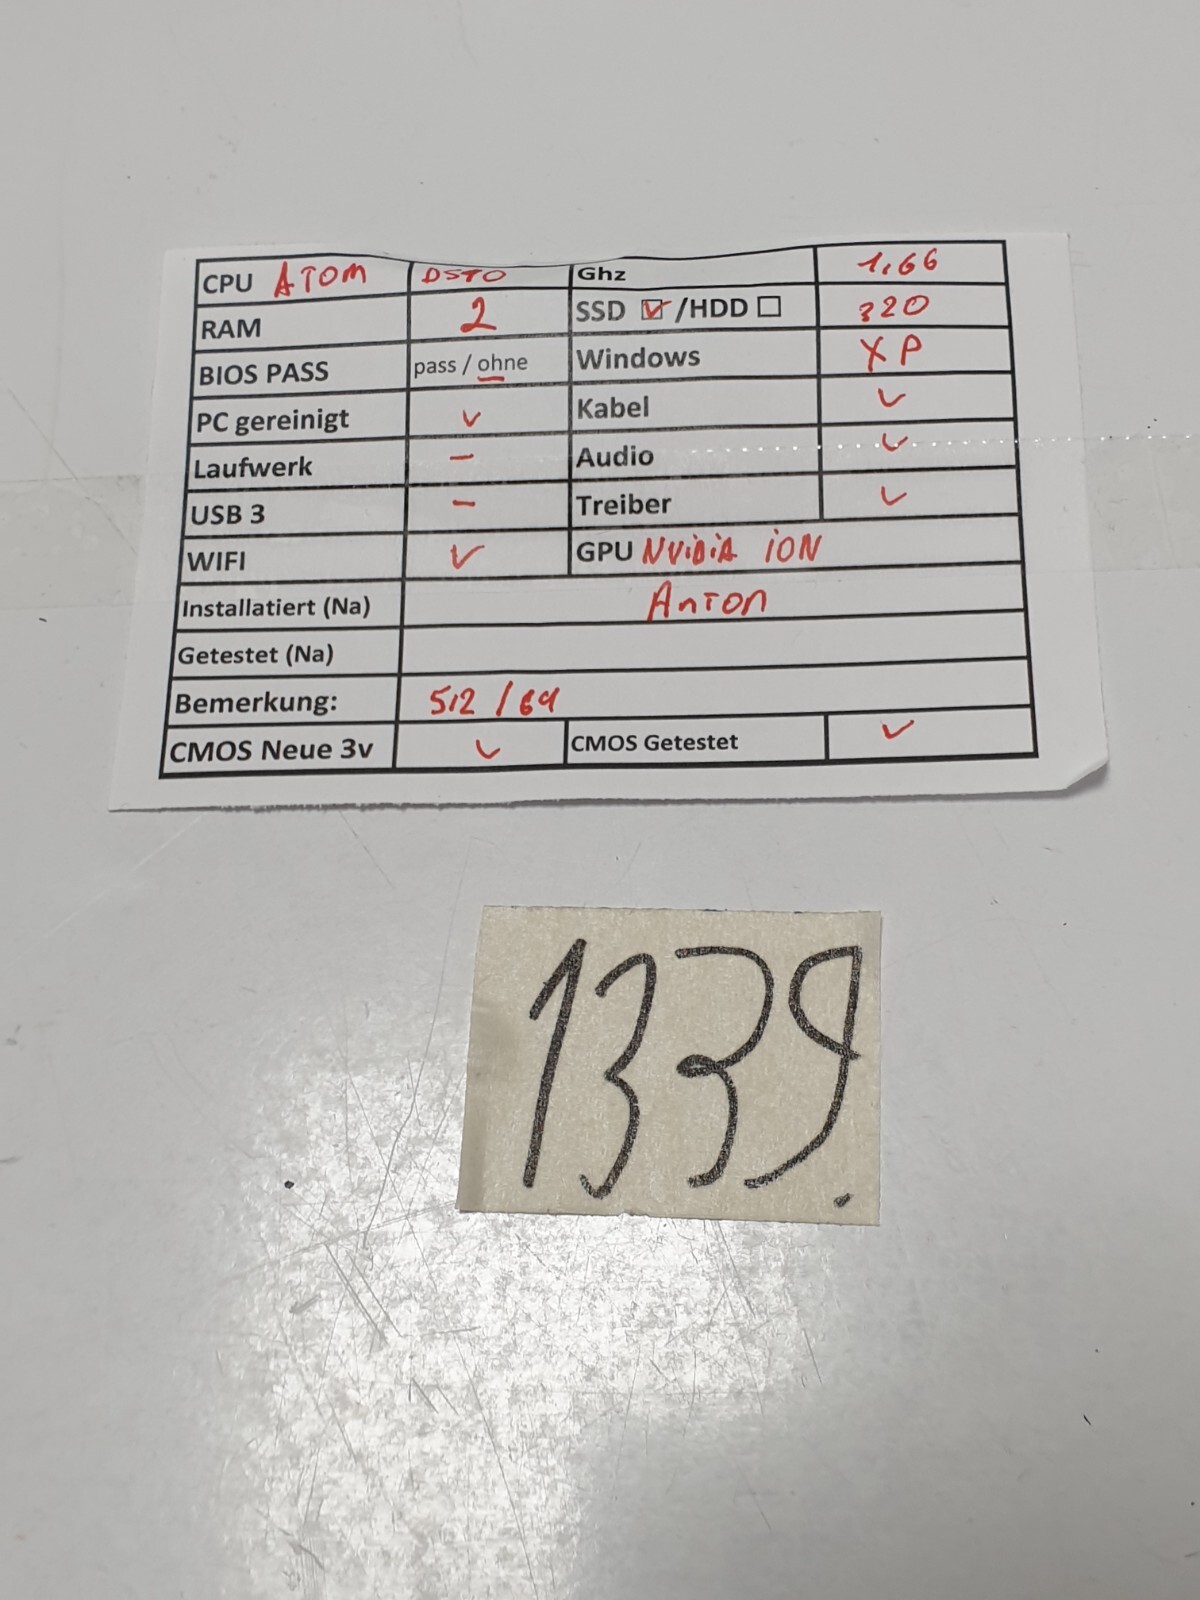 CPU ATOM D510 Ghz 1,66
RAM 2 SSD ☑ /HDD ☐ 320
BIOS PASS pass / ohne Windows XP
PC gereinigt ✓ Kabel ✓
Laufwerk – Audio ✓
USB 3 – Treiber ✓
WIFI ✓ GPU NViDiA iON
Installatiert (Na) Anton
Getestet (Na)
Bemerkung: 512 / 64
CMOS Neue 3v ✓ CMOS Getestet ✓
1339.